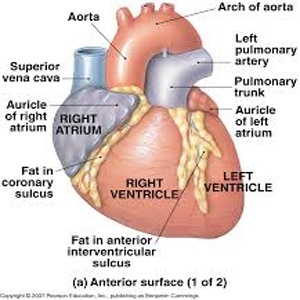 Aorta
Arch of aorta
Left
pulmonary
artery
Superior
vena cava
Pulmonary
trunk
Auricle of
right
atrium
RIGHT
ATRIUM
Auricle of
left
atrium
Fat in
coronary
sulcus
RIGHT
VENTRICLE
LEFT
VENTRICLE
Fat in anterior
interventricular
sulcus
(a) Anterior surface (1 of 2)
Copyright © 2007 Pearson Education, Inc., publishing as Benjamin Cummings.